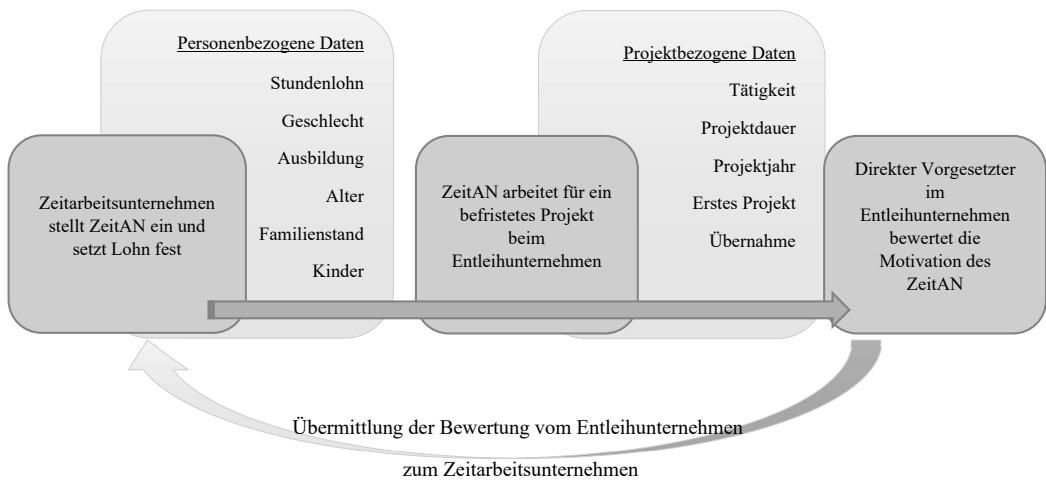 Personenbezogene Daten
Stundenlohn
Geschlecht
Ausbildung
Alter
Familienstand
Kinder
Projektbezogene Daten
Tätigkeit
Projektdauer
Projektjahr
Erstes Projekt
Übernahme
Zeitarbeitsunternehmen
stellt ZeitAN ein und
setzt Lohn fest
ZeitAN arbeitet für ein
befristetes Projekt
beim
Entleihunternehmen
Direkter Vorgesetzter
im
Entleihunternehmen
bewertet die
Motivation des
ZeitAN
Übermittlung der Bewertung vom Entleihunternehmen
zum Zeitarbeitsunternehmen